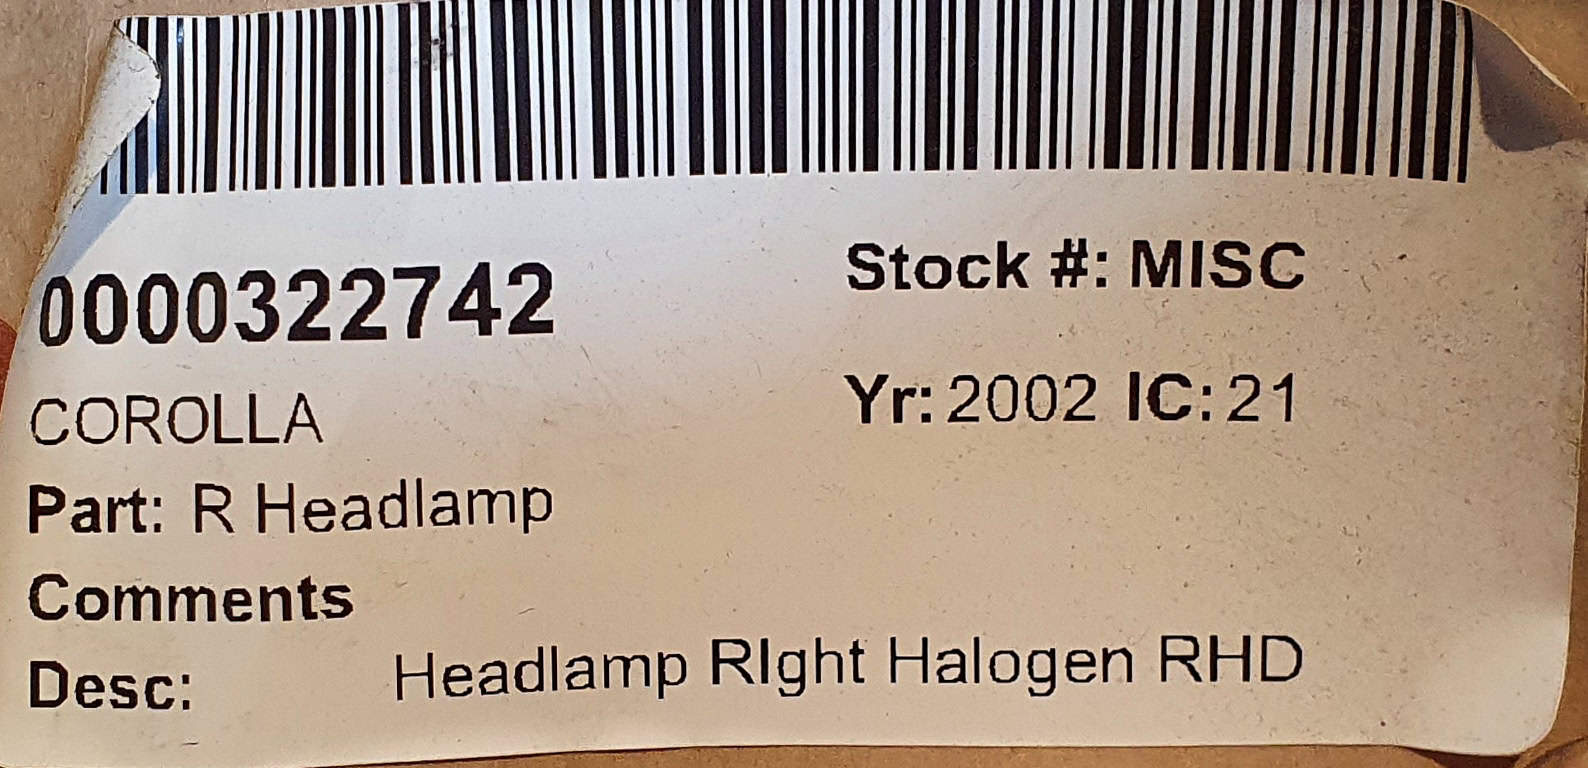 0000322742
Stock #: MISC
COROLLA
Yr: 2002 IC: 21
Part: R Headlamp
Comments
Desc: Headlamp RIght Halogen RHD